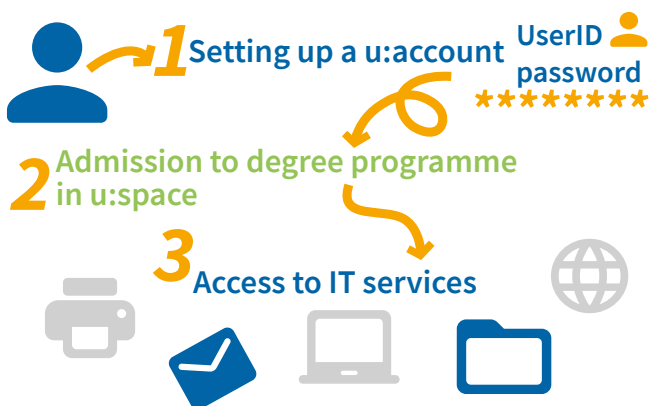 1 Setting up a u:account
UserID
password
********
2 Admission to degree programme
in u:space
3 Access to IT services